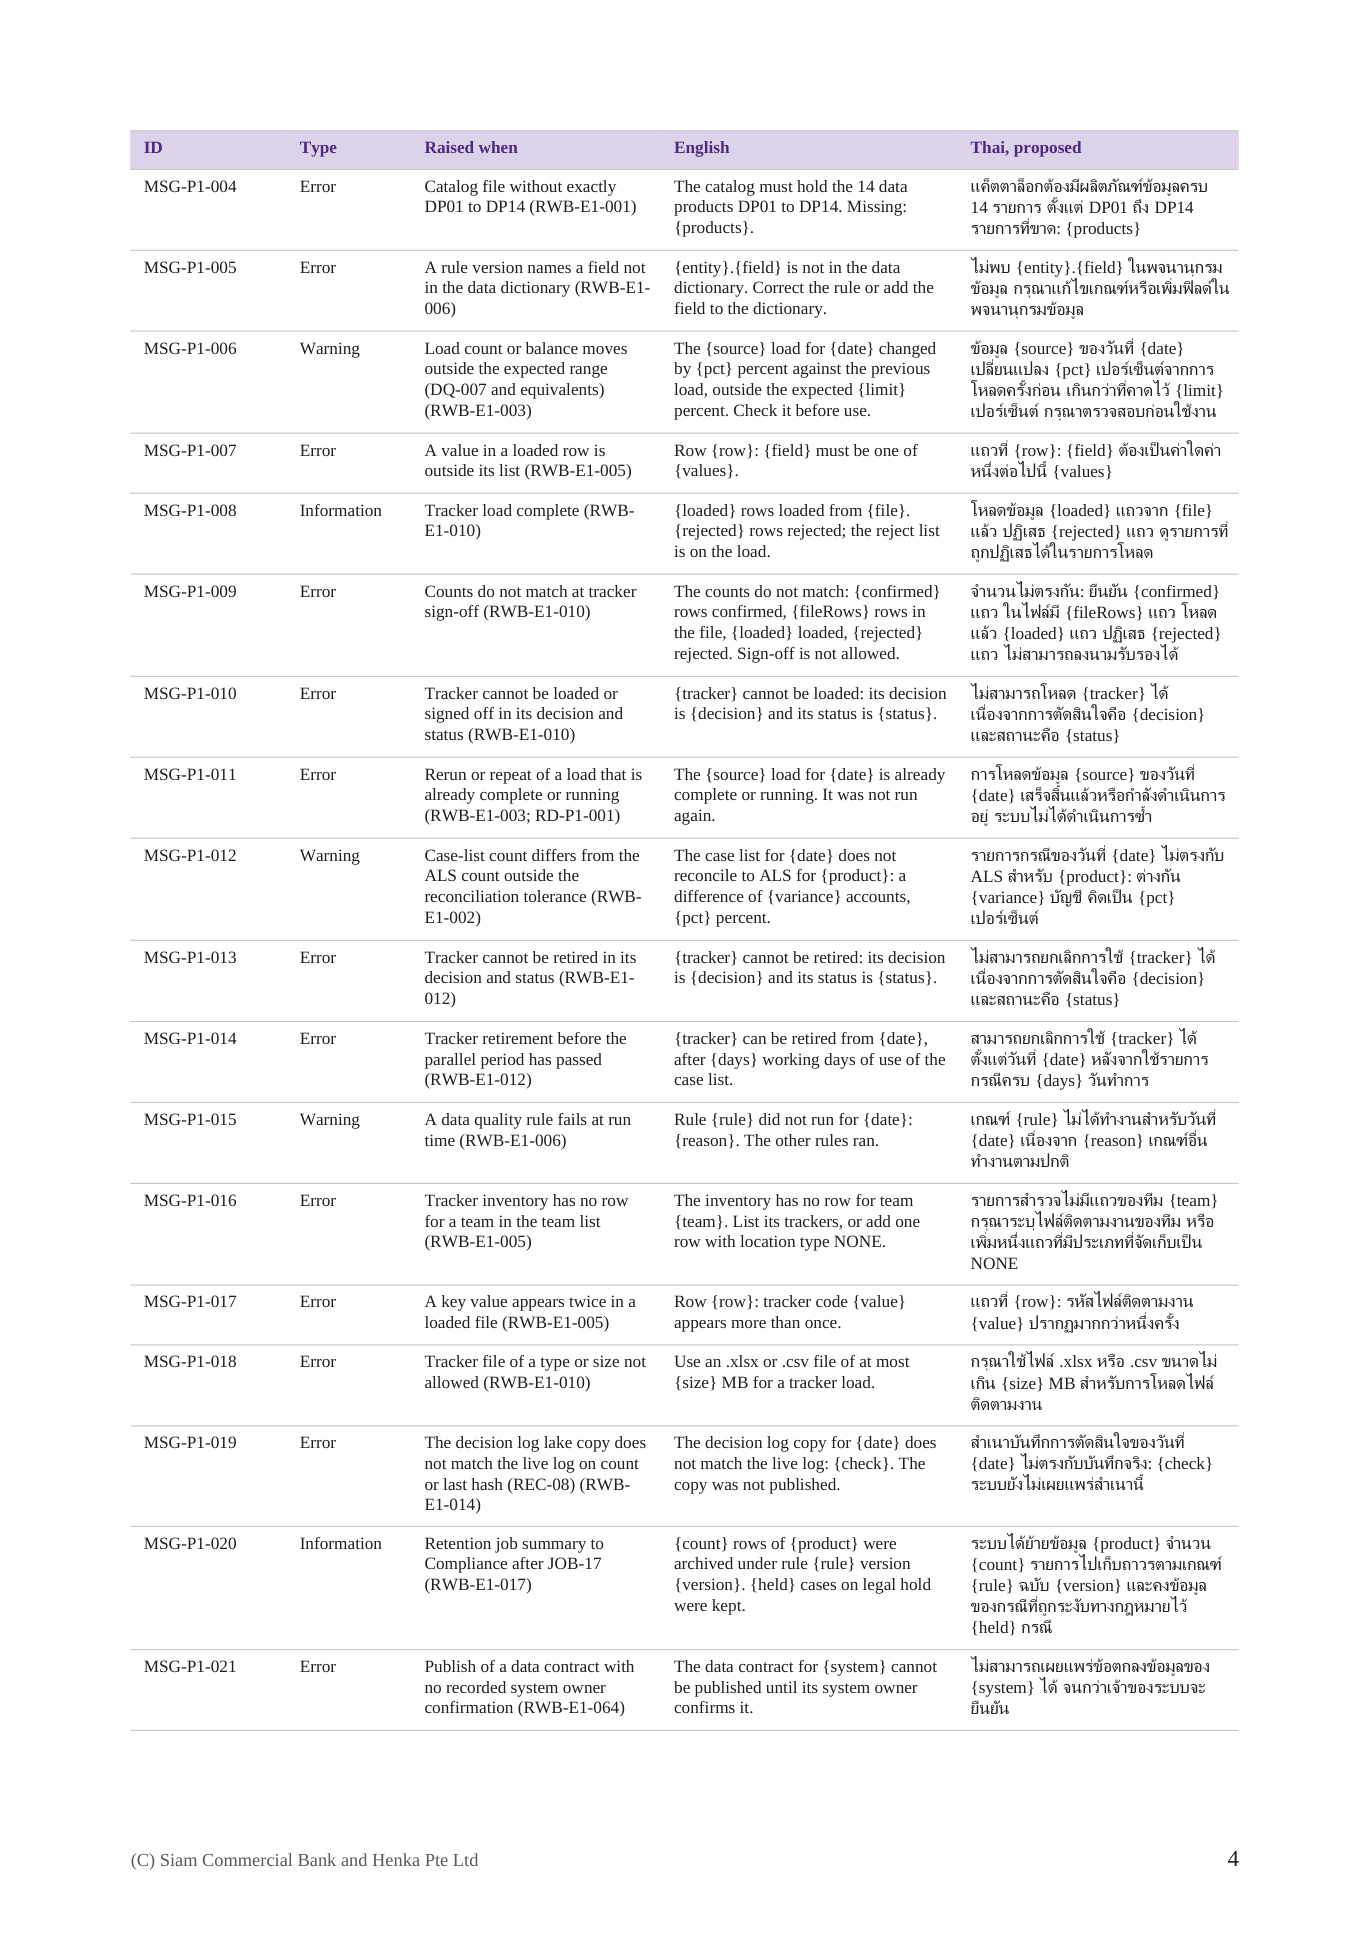 ID Type Raised when English Thai, proposed
MSG-P1-004 Error Catalog file without exactly The catalog must hold the 14 data แค็ตตาล็อกต้องมีผลิตภัณฑ์ข้อมูลครบ
DP01 to DP14 (RWB-E1-001) products DP01 to DP14. Missing: 14 รายการ ตั้งแต่ DP01 ถึง DP14
{products}. รายการที่ขาด: {products}
MSG-P1-005 Error A rule version names a field not {entity}.{field} is not in the data ไม่พบ {entity}.{field} ในพจนานุกรม
in the data dictionary (RWB-E1- dictionary. Correct the rule or add the ข้อมูล กรุณาแก้ไขเกณฑ์หรือเพิ่มฟิลด์ใน
006) field to the dictionary. พจนานุกรมข้อมูล
MSG-P1-006 Warning Load count or balance moves The {source} load for {date} changed ข้อมูล {source} ของวันที่ {date}
outside the expected range by {pct} percent against the previous เปลี่ยนแปลง {pct} เปอร์เซ็นต์จากการ
(DQ-007 and equivalents) load, outside the expected {limit} โหลดครั้งก่อน เกินกว่าที่คาดไว้ {limit}
(RWB-E1-003) percent. Check it before use. เปอร์เซ็นต์ กรุณาตรวจสอบก่อนใช้งาน
MSG-P1-007 Error A value in a loaded row is Row {row}: {field} must be one of แถวที่ {row}: {field} ต้องเป็นค่าใดค่า
outside its list (RWB-E1-005) {values}. หนึ่งต่อไปนี้ {values}
MSG-P1-008 Information Tracker load complete (RWB- {loaded} rows loaded from {file}. โหลดข้อมูล {loaded} แถวจาก {file}
E1-010) {rejected} rows rejected; the reject list แล้ว ปฏิเสธ {rejected} แถว ดูรายการที่
is on the load. ถูกปฏิเสธได้ในรายการโหลด
MSG-P1-009 Error Counts do not match at tracker The counts do not match: {confirmed} จำนวนไม่ตรงกัน: ยืนยัน {confirmed}
sign-off (RWB-E1-010) rows confirmed, {fileRows} rows in แถว ในไฟล์มี {fileRows} แถว โหลด
the file, {loaded} loaded, {rejected} แล้ว {loaded} แถว ปฏิเสธ {rejected}
rejected. Sign-off is not allowed. แถว ไม่สามารถลงนามรับรองได้
MSG-P1-010 Error Tracker cannot be loaded or {tracker} cannot be loaded: its decision ไม่สามารถโหลด {tracker} ได้
signed off in its decision and is {decision} and its status is {status}. เนื่องจากการตัดสินใจคือ {decision}
status (RWB-E1-010) และสถานะคือ {status}
MSG-P1-011 Error Rerun or repeat of a load that is The {source} load for {date} is already การโหลดข้อมูล {source} ของวันที่
already complete or running complete or running. It was not run {date} เสร็จสิ้นแล้วหรือกำลังดำเนินการ
(RWB-E1-003; RD-P1-001) again. อยู่ ระบบไม่ได้ดำเนินการซ้ำ
MSG-P1-012 Warning Case-list count differs from the The case list for {date} does not รายการกรณีของวันที่ {date} ไม่ตรงกับ
ALS count outside the reconcile to ALS for {product}: a ALS สำหรับ {product}: ต่างกัน
reconciliation tolerance (RWB- difference of {variance} accounts, {variance} บัญชี คิดเป็น {pct}
E1-002) {pct} percent. เปอร์เซ็นต์
MSG-P1-013 Error Tracker cannot be retired in its {tracker} cannot be retired: its decision ไม่สามารถยกเลิกการใช้ {tracker} ได้
decision and status (RWB-E1- is {decision} and its status is {status}. เนื่องจากการตัดสินใจคือ {decision}
012) และสถานะคือ {status}
MSG-P1-014 Error Tracker retirement before the {tracker} can be retired from {date}, สามารถยกเลิกการใช้ {tracker} ได้
parallel period has passed after {days} working days of use of the ตั้งแต่วันที่ {date} หลังจากใช้รายการ
(RWB-E1-012) case list. กรณีครบ {days} วันทำการ
MSG-P1-015 Warning A data quality rule fails at run Rule {rule} did not run for {date}: เกณฑ์ {rule} ไม่ได้ทำงานสำหรับวันที่
time (RWB-E1-006) {reason}. The other rules ran. {date} เนื่องจาก {reason} เกณฑ์อื่น
ทำงานตามปกติ
MSG-P1-016 Error Tracker inventory has no row The inventory has no row for team รายการสำรวจไม่มีแถวของทีม {team}
for a team in the team list {team}. List its trackers, or add one กรุณาระบุไฟล์ติดตามงานของทีม หรือ
(RWB-E1-005) row with location type NONE. เพิ่มหนึ่งแถวที่มีประเภทที่จัดเก็บเป็น
NONE
MSG-P1-017 Error A key value appears twice in a Row {row}: tracker code {value} แถวที่ {row}: รหัสไฟล์ติดตามงาน
loaded file (RWB-E1-005) appears more than once. {value} ปรากฏมากกว่าหนึ่งครั้ง
MSG-P1-018 Error Tracker file of a type or size not Use an .xlsx or .csv file of at most กรุณาใช้ไฟล์ .xlsx หรือ .csv ขนาดไม่
allowed (RWB-E1-010) {size} MB for a tracker load. เกิน {size} MB สำหรับการโหลดไฟล์
ติดตามงาน
MSG-P1-019 Error The decision log lake copy does The decision log copy for {date} does สำเนาบันทึกการตัดสินใจของวันที่
not match the live log on count not match the live log: {check}. The {date} ไม่ตรงกับบันทึกจริง: {check}
or last hash (REC-08) (RWB- copy was not published. ระบบยังไม่เผยแพร่สำเนานี้
E1-014)
MSG-P1-020 Information Retention job summary to {count} rows of {product} were ระบบได้ย้ายข้อมูล {product} จำนวน
Compliance after JOB-17 archived under rule {rule} version {count} รายการไปเก็บถาวรตามเกณฑ์
(RWB-E1-017) {version}. {held} cases on legal hold {rule} ฉบับ {version} และคงข้อมูล
were kept. ของกรณีที่ถูกระงับทางกฎหมายไว้
{held} กรณี
MSG-P1-021 Error Publish of a data contract with The data contract for {system} cannot ไม่สามารถเผยแพร่ข้อตกลงข้อมูลของ
no recorded system owner be published until its system owner {system} ได้ จนกว่าเจ้าของระบบจะ
confirmation (RWB-E1-064) confirms it. ยืนยัน
(C) Siam Commercial Bank and Henka Pte Ltd 4